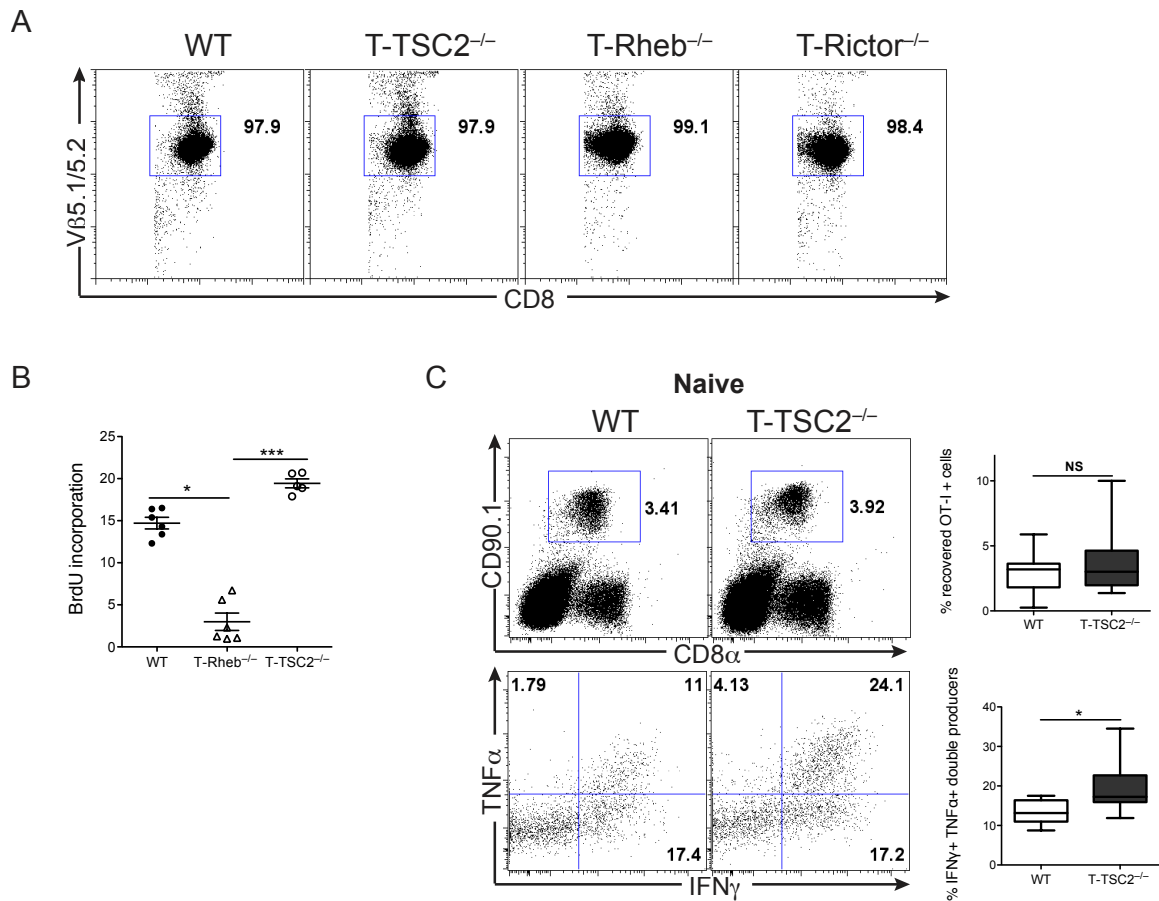 A
WT T-TSC2–/– T-Rheb–/– T-Rictor–/–
97.9 97.9 99.1 98.4
Vß5.1/5.2
CD8
B
BrdU incorporation
25
20
15
10
5
0
* ***
WT T-Rheb–/– T-TSC2–/–
C
Naive
WT T-TSC2–/–
3.41 3.92
CD90.1
CD8α
1.79 11 4.13 24.1
17.4 17.2
TNFα
IFNγ
% recovered OT-I + cells
10
5
0
NS
WT T-TSC2–/–
% IFNγ+ TNFα+ double producers
40
30
20
10
0
*
WT T-TSC2–/–